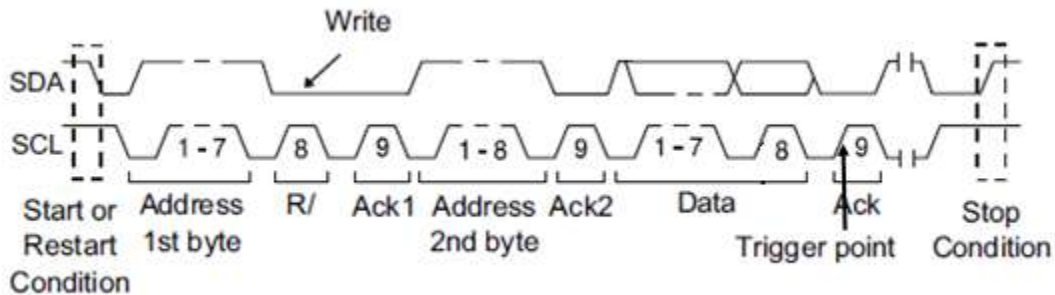 Write
SDA
SCL
1 - 7
8
9
1 - 8
9
1 - 7
8
9
Start or
Restart
Condition
Address
1st byte
R/
Ack1
Address
2nd byte
Ack2
Data
Ack
Trigger point
Stop
Condition